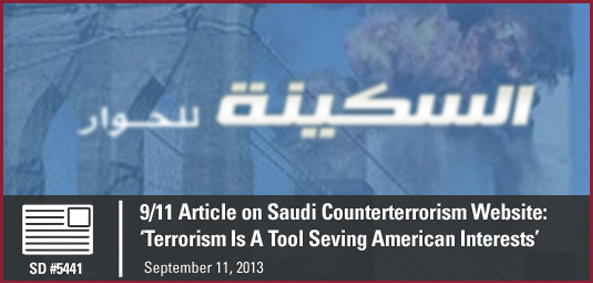 السكينة للحوار
9/11 Article on Saudi Counterterrorism Website:
‘Terrorism Is A Tool Seving American Interests’
SD #5441
September 11, 2013